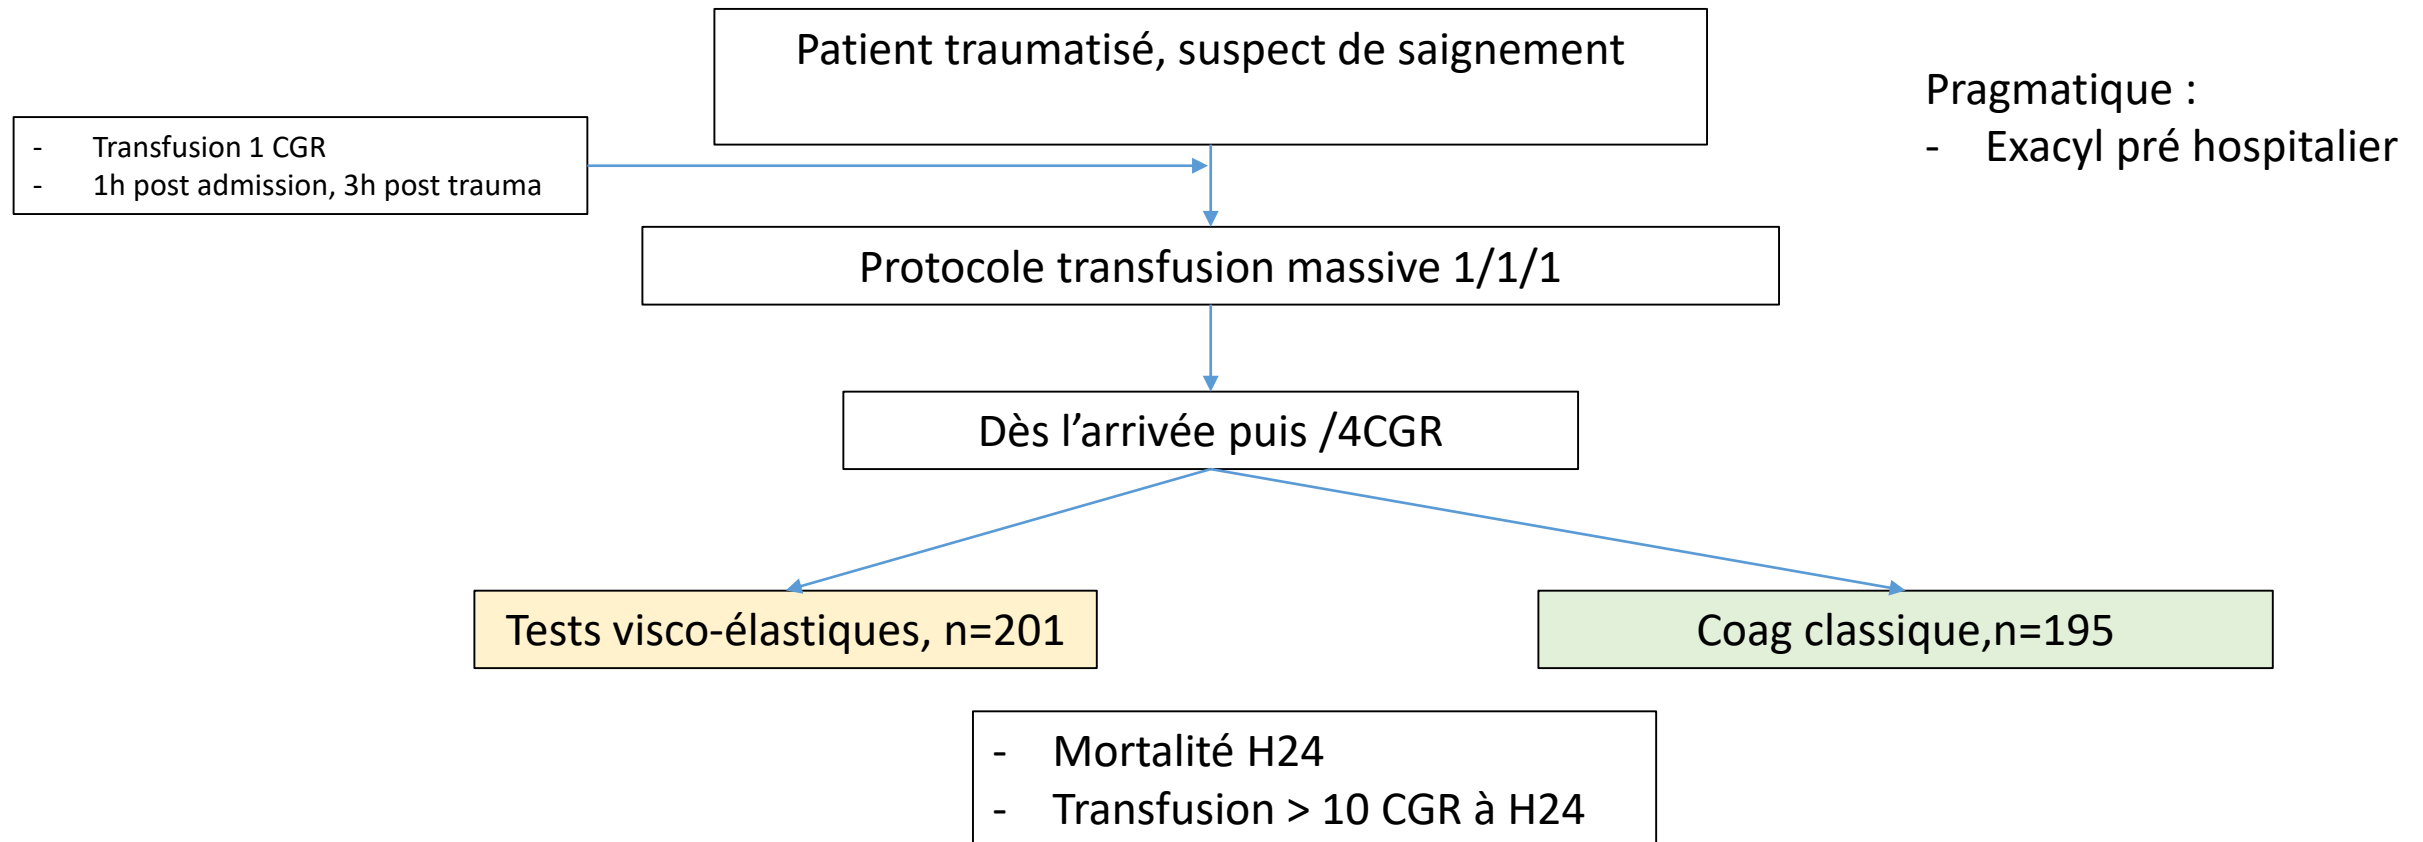 Patient traumatisé, suspect de saignement
Pragmatique :
- Exacyl pré hospitalier
- Transfusion 1 CGR
- 1h post admission, 3h post trauma
Protocole transfusion massive 1/1/1
Dès l’arrivée puis /4CGR
Tests visco-élastiques, n=201
Coag classique,n=195
- Mortalité H24
- Transfusion > 10 CGR à H24